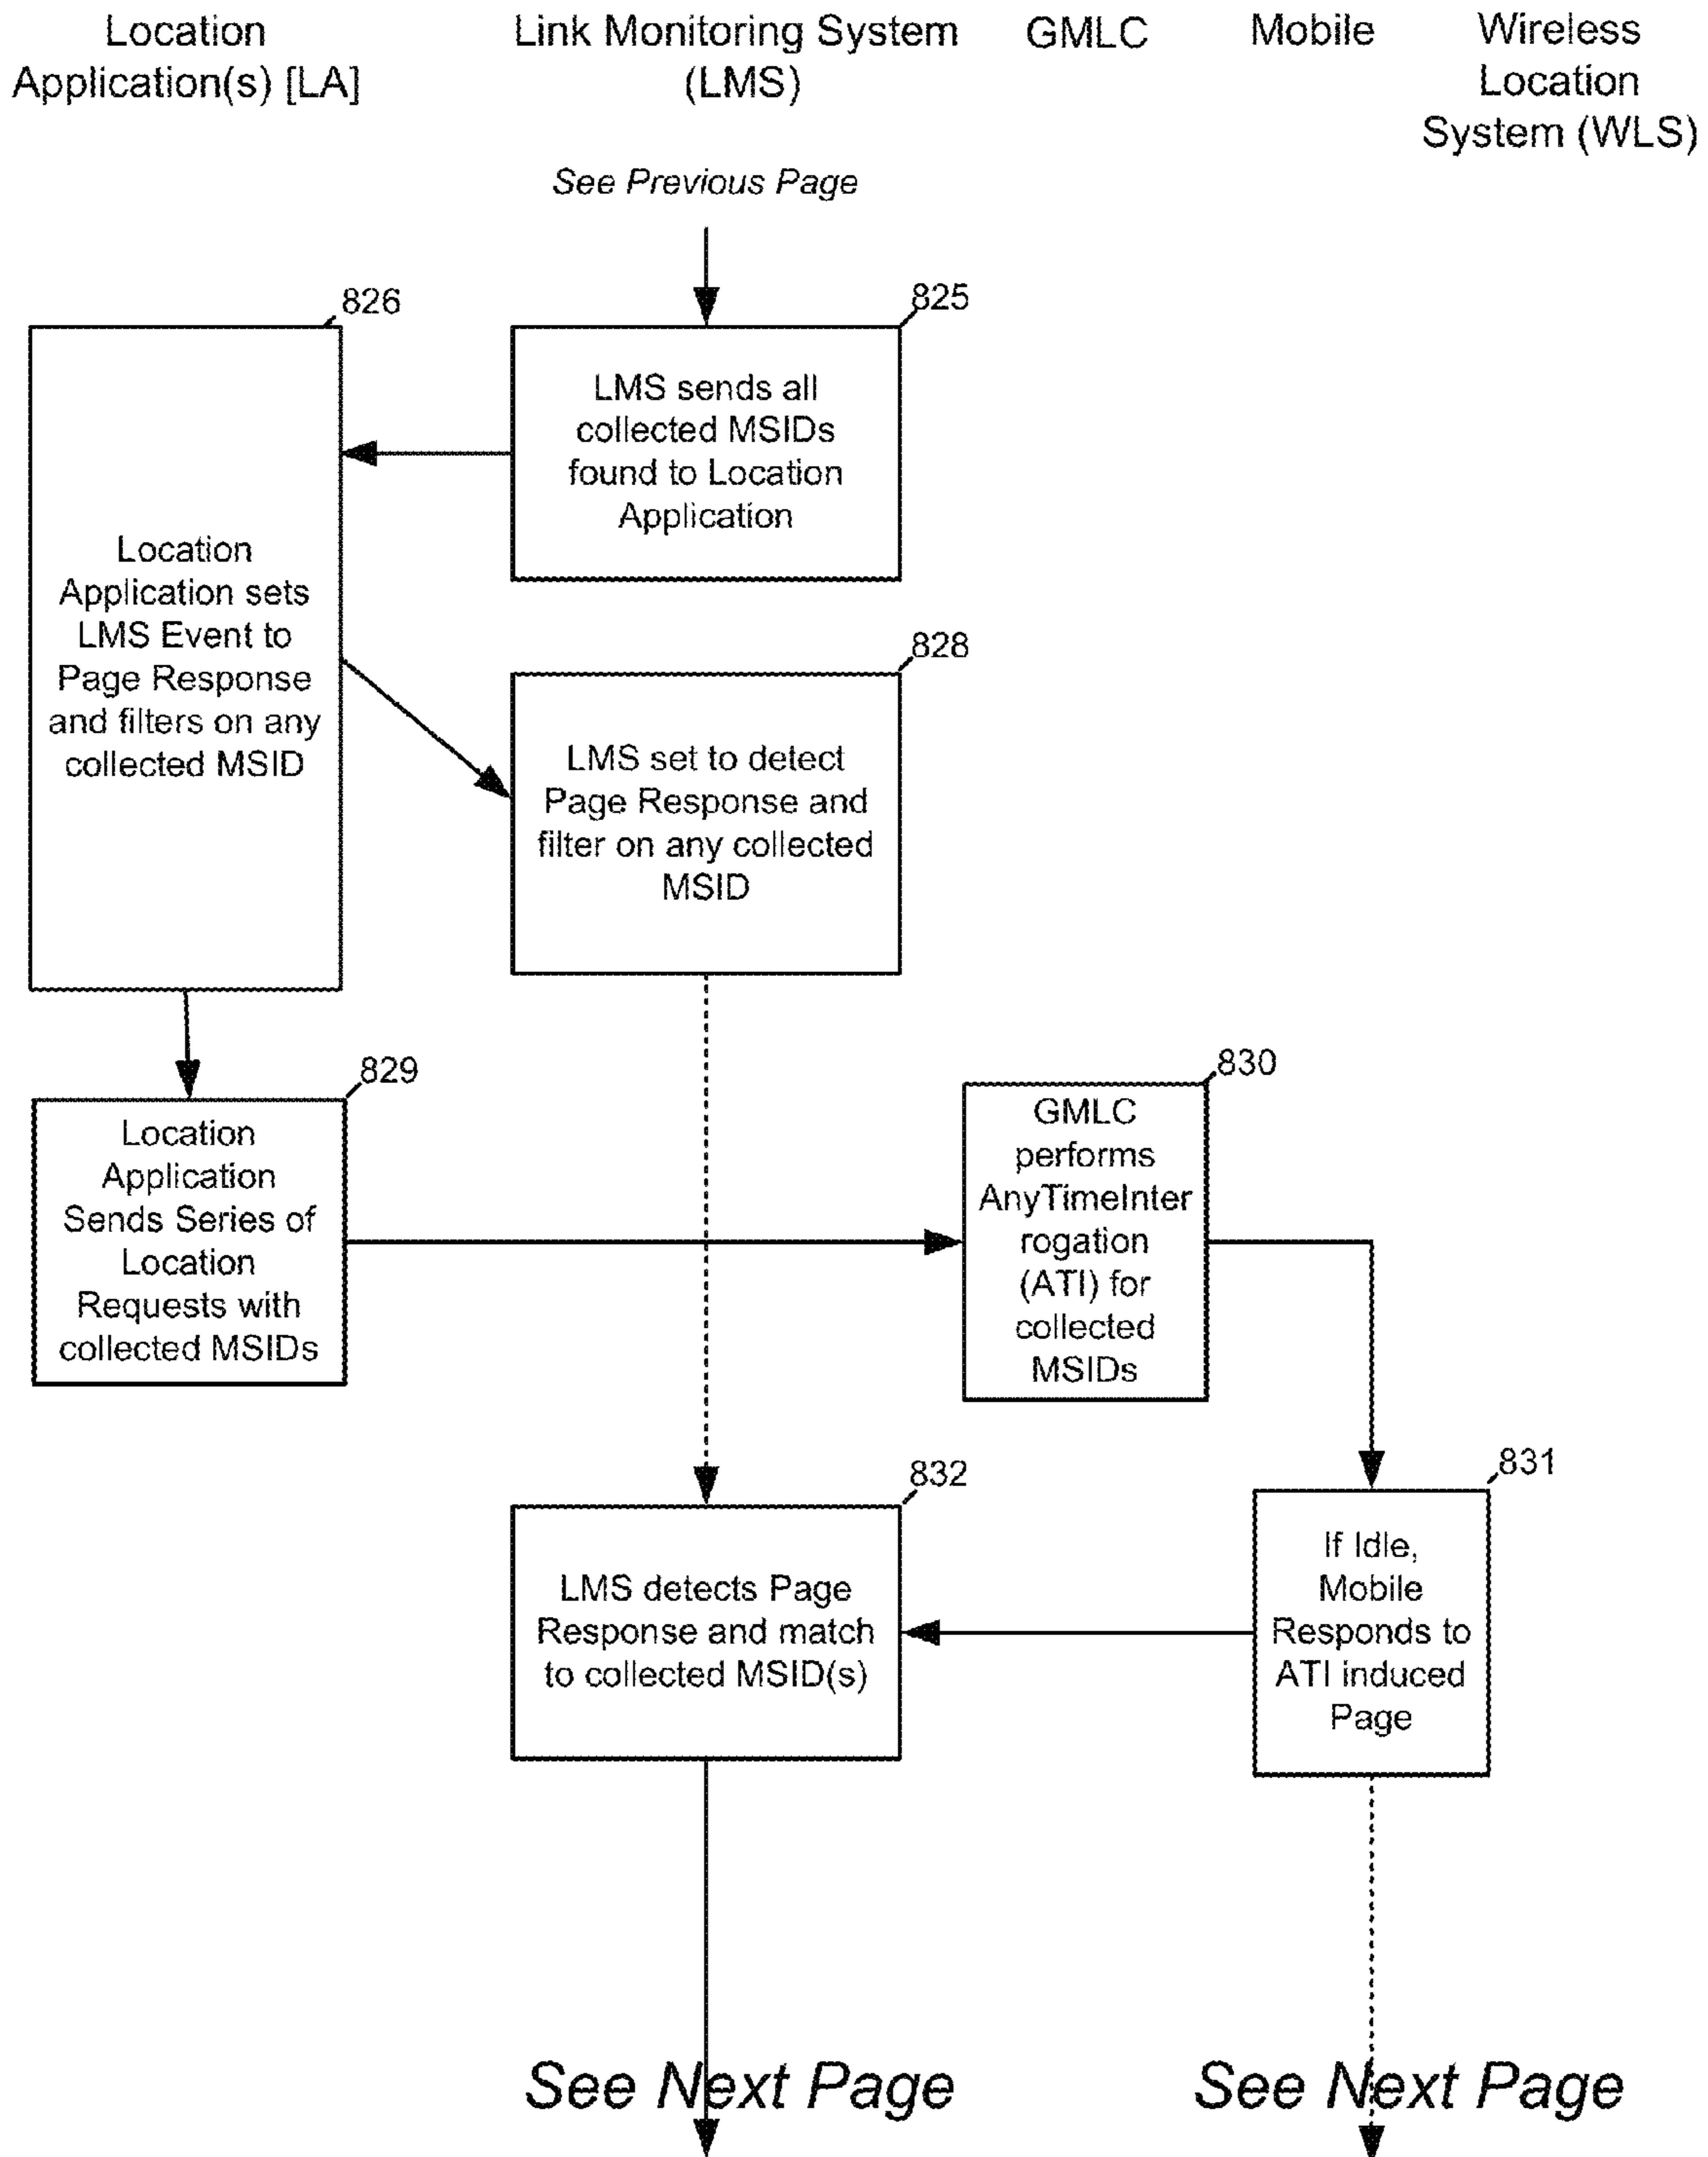 Location
Application(s) [LA]
Link Monitoring System
(LMS)
GMLC
Mobile
Wireless
Location
System (WLS)
See Previous Page
826
825
LMS sends all
collected MSIDs
found to Location
Application
Location
Application sets
LMS Event to
Page Response
and filters on any
collected MSID
828
LMS set to detect
Page Response and
filter on any collected
MSID
829
Location
Application
Sends Series of
Location
Requests with
collected MSIDs
830
GMLC
performs
AnyTimeInter
rogation
(ATI) for
collected
MSIDs
832
LMS detects Page
Response and match
to collected MSID(s)
831
If Idle,
Mobile
Responds to
ATI induced
Page
See Next Page
See Next Page